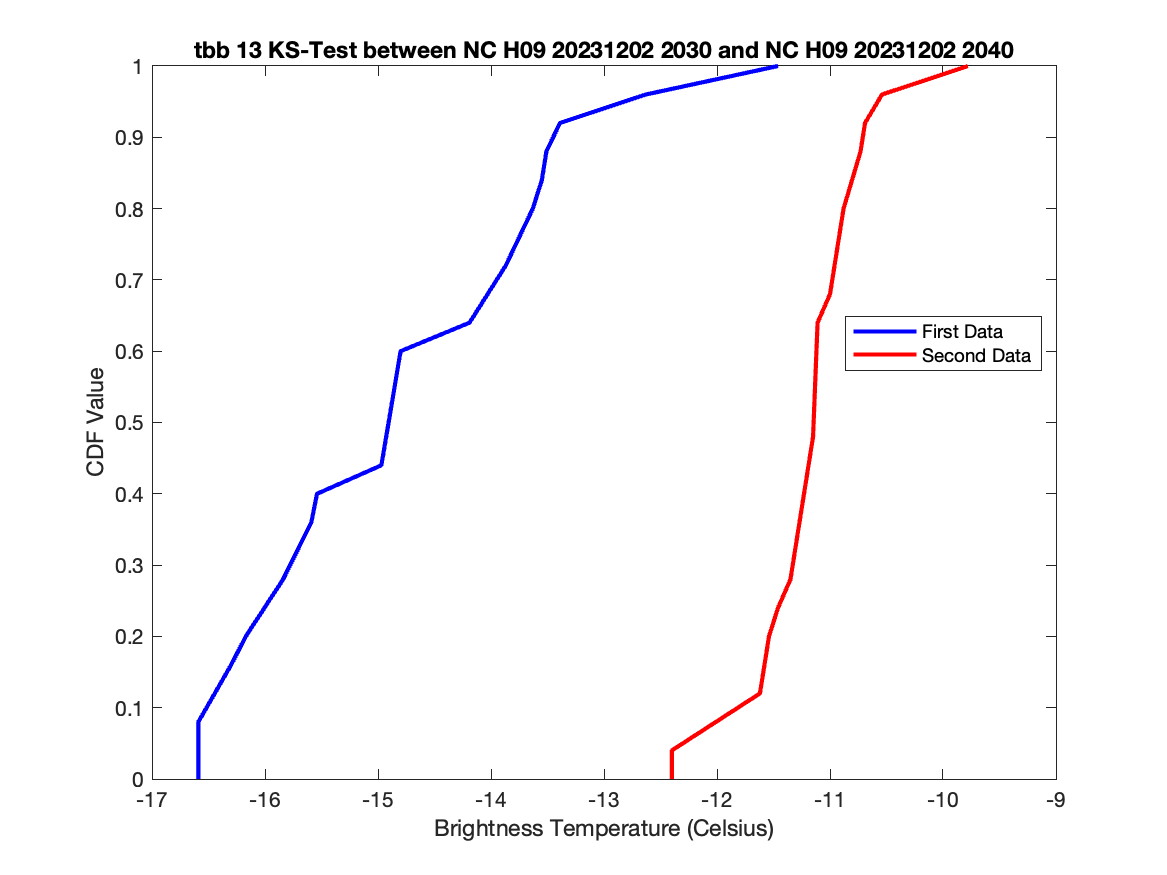 tbb 13 KS-Test between NC H09 20231202 2030 and NC H09 20231202 2040
1
0.9
0.8
0.7
0.6
0.5
0.4
0.3
0.2
0.1
0
CDF Value
First Data
Second Data
-17 -16 -15 -14 -13 -12 -11 -10 -9
Brightness Temperature (Celsius)